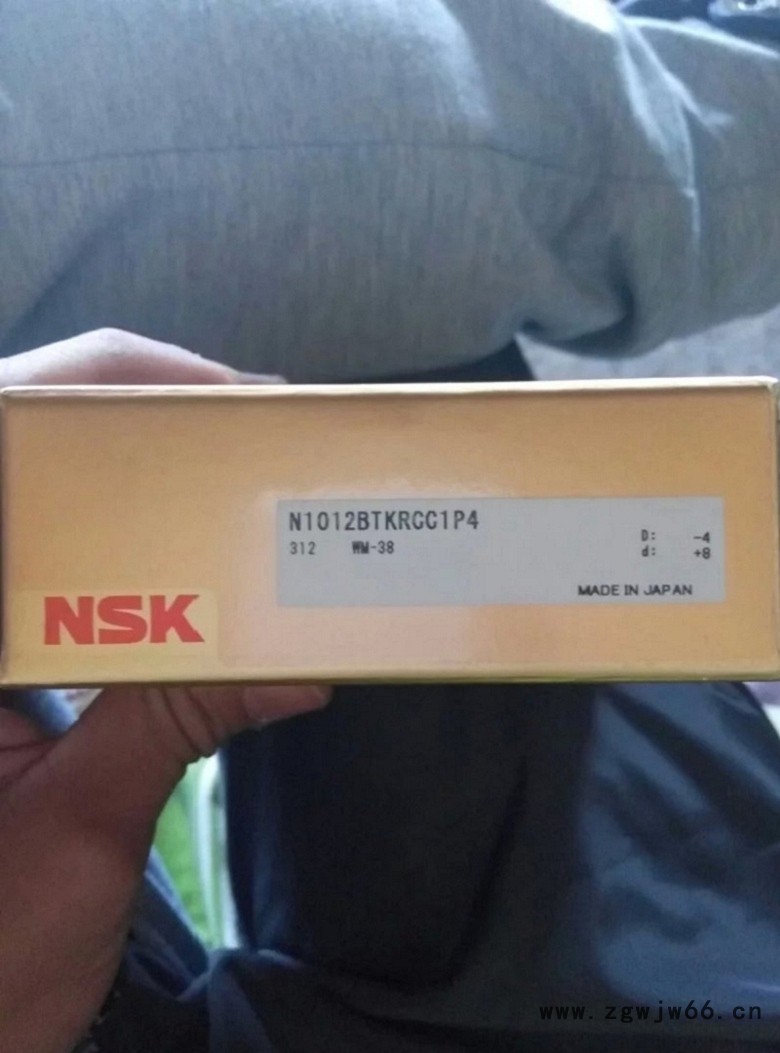 N1012BTKRCC1P4
312 WM-38
D: -4
d: +8
MADE IN JAPAN
NSK
www.zgwjw66.cn